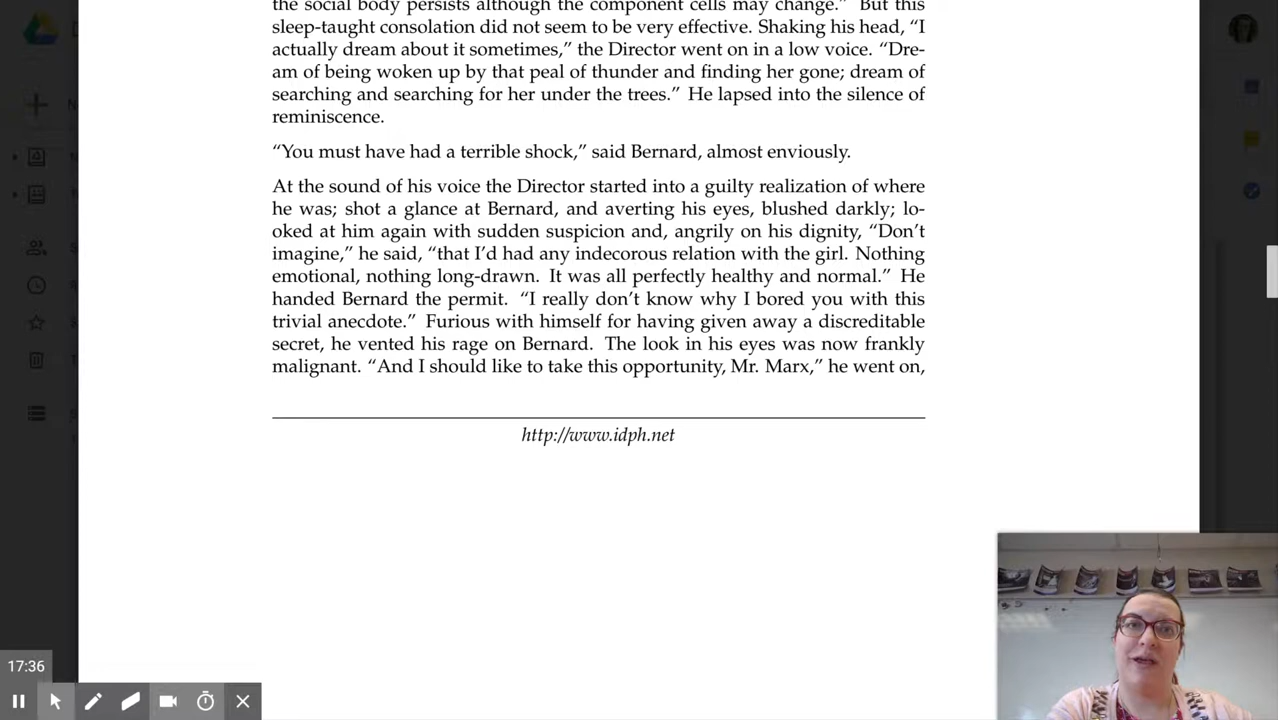 the social body persists although the component cells may change.” But this
sleep-taught consolation did not seem to be very effective. Shaking his head, “I
actually dream about it sometimes,” the Director went on in a low voice. “Dre-
am of being woken up by that peal of thunder and finding her gone; dream of
searching and searching for her under the trees.” He lapsed into the silence of
reminiscence.
“You must have had a terrible shock,” said Bernard, almost enviously.
At the sound of his voice the Director started into a guilty realization of where
he was; shot a glance at Bernard, and averting his eyes, blushed darkly; lo-
oked at him again with sudden suspicion and, angrily on his dignity, “Don’t
imagine,” he said, “that I’d had any indecorous relation with the girl. Nothing
emotional, nothing long-drawn. It was all perfectly healthy and normal.” He
handed Bernard the permit. “I really don’t know why I bored you with this
trivial anecdote.” Furious with himself for having given away a discreditable
secret, he vented his rage on Bernard. The look in his eyes was now frankly
malignant. “And I should like to take this opportunity, Mr. Marx,” he went on,
http://www.idph.net
17:36